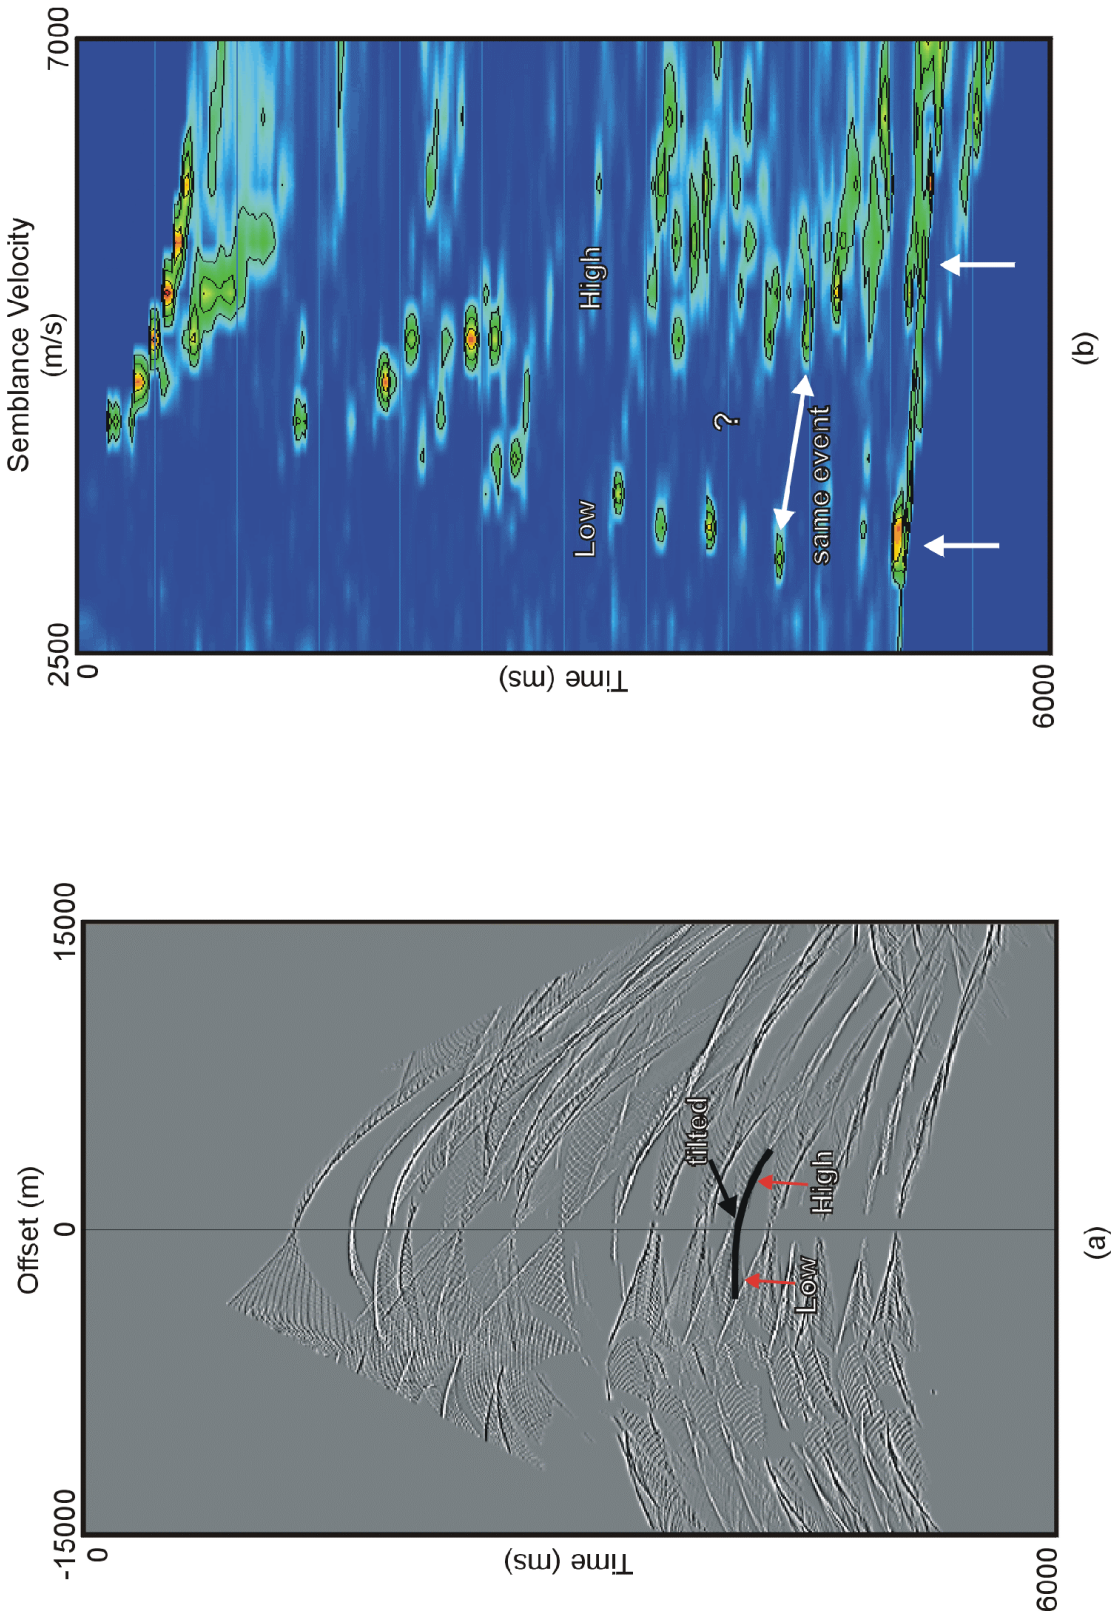 Offset (m)
-15000
0
15000
0
Time (ms)
6000
tilted
Low
High
(a)
Semblance Velocity
(m/s)
2500
7000
0
Time (ms)
6000
Low
High
?
same event
(b)